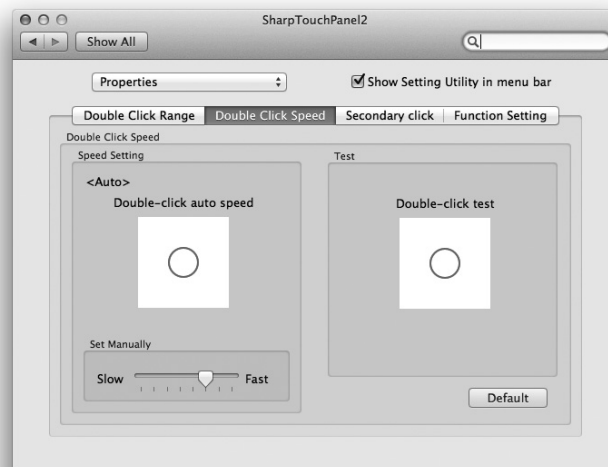 SharpTouchPanel2
Show All
Properties
Show Setting Utility in menu bar
Double Click Range
Double Click Speed
Secondary click
Function Setting
Double Click Speed
Speed Setting
<Auto>
Double-click auto speed
Set Manually
Slow
Fast
Test
Double-click test
Default